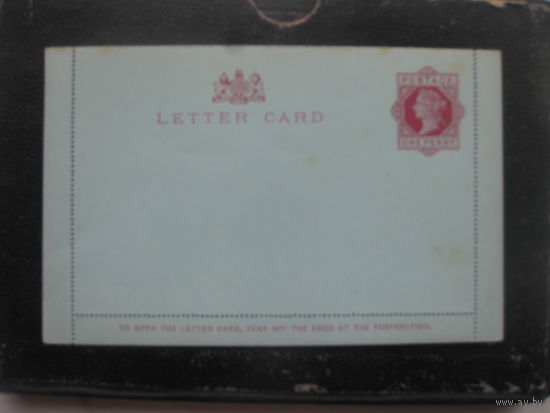 POSTAGE
LETTER CARD
ONE PENNY
TO OPEN THE LETTER CARD, TEAR OFF THE EDGE AT THE PERFORATION.
www.ay.by